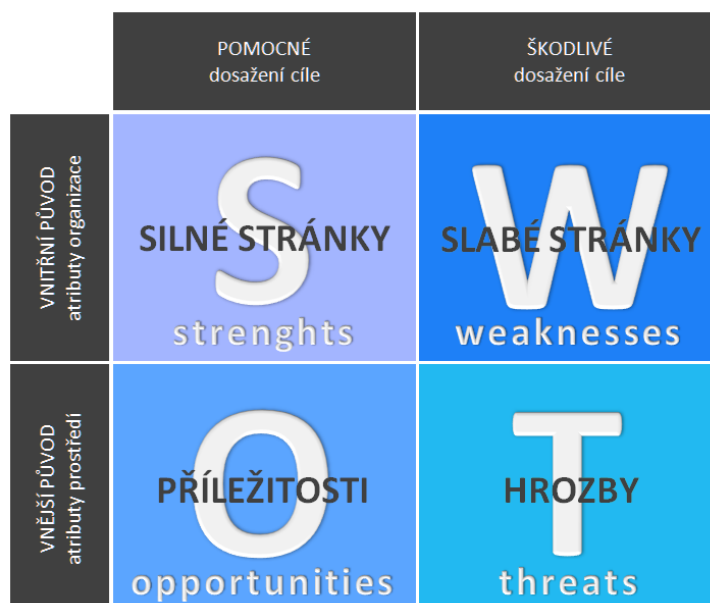 POMOCNÉ
dosažení cíle
ŠKODLIVÉ
dosažení cíle
VNITŘNÍ PŮVOD
atributy organizace
S
SILNÉ STRÁNKY
strenghts
W
SLABÉ STRÁNKY
weaknesses
VNĚJŠÍ PŮVOD
atributy prostředí
O
PŘÍLEŽITOSTI
opportunities
T
HROZBY
threats